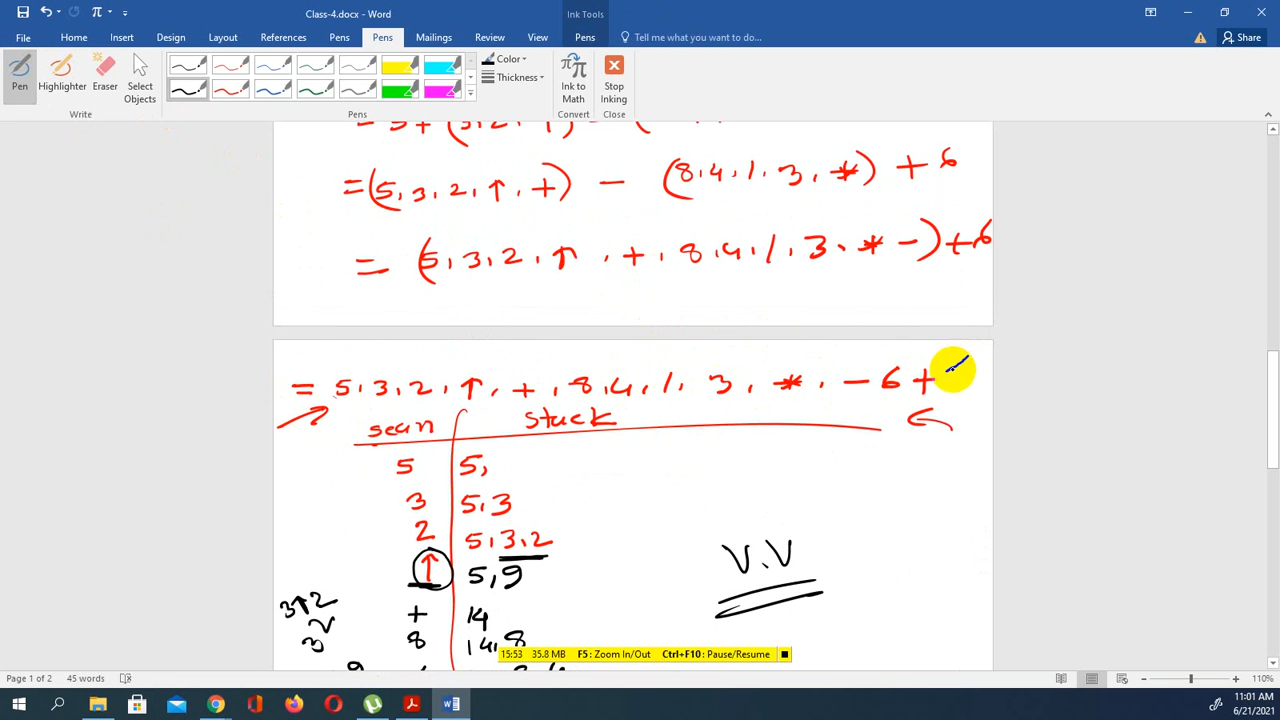 Class-4.docx - Word
Ink Tools
File Home Insert Design Layout References Pens Mailings Review View Pens Tell me what you want to do... Share
Pen Highlighter Eraser Select Objects Color Thickness Ink to Math Stop Inking
Write Pens Convert Close
=(5,3,2,↑,+) - (8,4,/,3,*) +6
= (5,3,2,↑,+,8,4,/,3,* -)+6
= 5,3,2,↑,+,8,4,/,3,*,-6+
scan stack
5 5,
3 5,3
2 5,3,2
↑ 5,9
3↑2
+ 14
8 14,8
V.V
15:53 35.8 MB F5: Zoom In/Out Ctrl+F10: Pause/Resume
Page 1 of 2 45 words 110%
11:01 AM
6/21/2021